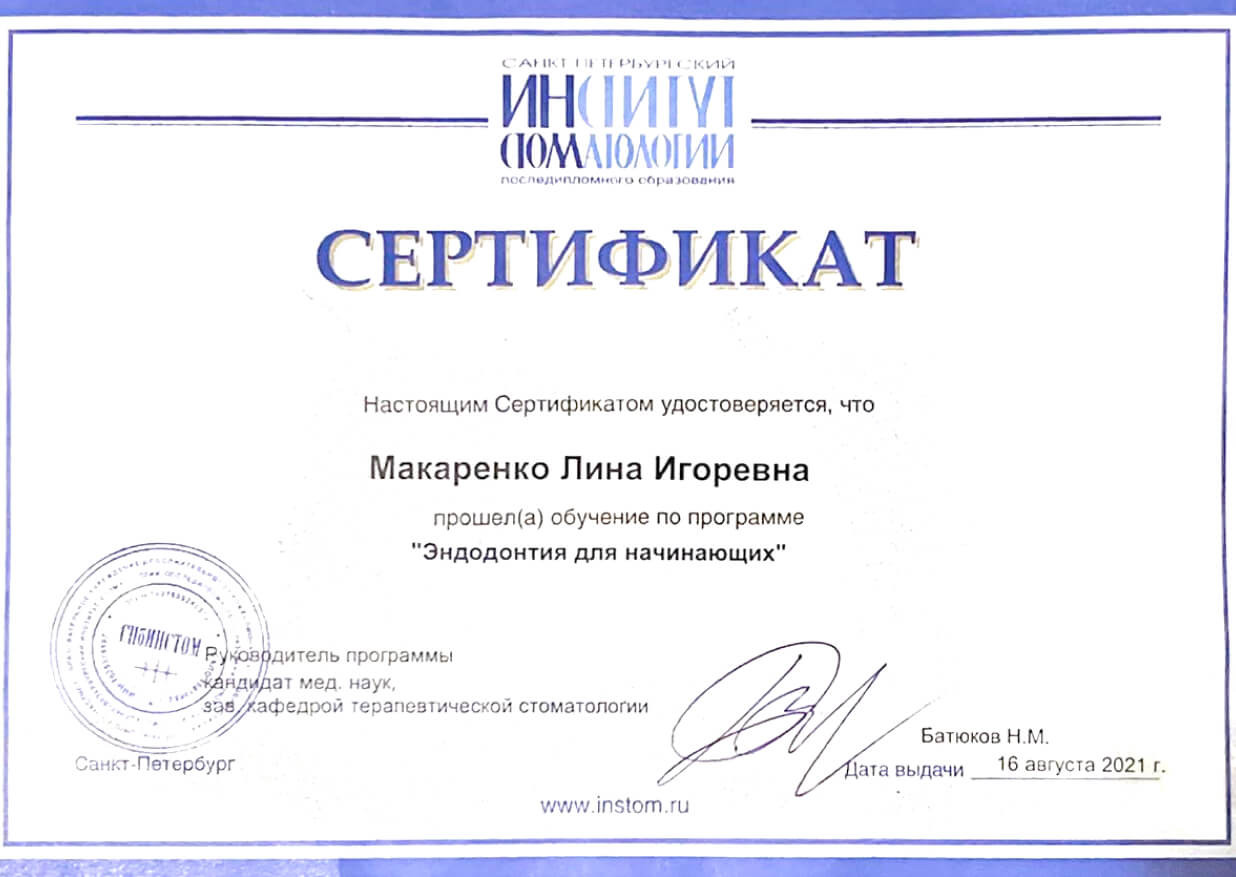 САНКТ-ПЕТЕРБУРГСКИЙ
ИНСТИТУТ
СТОМАТОЛОГИИ
последипломного образования
СЕРТИФИКАТ
Настоящим Сертификатом удостоверяется, что
Макаренко Лина Игоревна
прошел(а) обучение по программе
"Эндодонтия для начинающих"
СПбИНСТОМ
Руководитель программы
кандидат мед. наук,
зав. кафедрой терапевтической стоматологии
Батюков Н.М.
Санкт-Петербург
Дата выдачи 16 августа 2021 г.
www.instom.ru